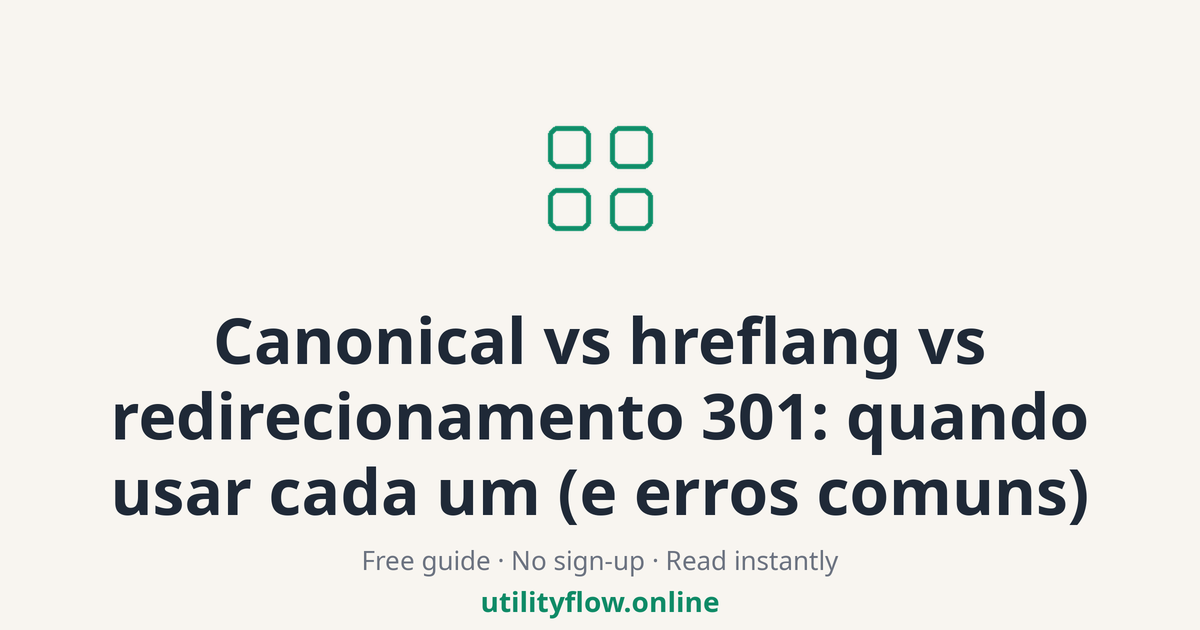 Canonical vs hreflang vs
redirecionamento 301: quando
usar cada um (e erros comuns)
Free guide · No sign-up · Read instantly
utilityflow.online